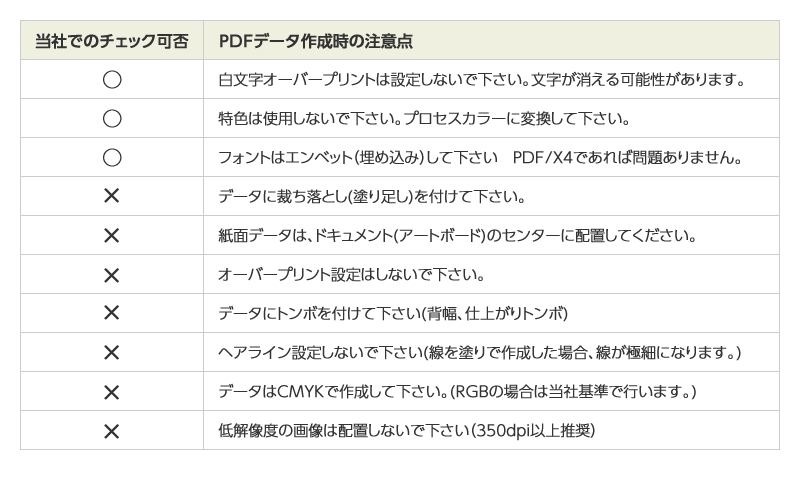 当社でのチェック可否 PDFデータ作成時の注意点
○ 白文字オーバープリントは設定しないで下さい。文字が消える可能性があります。
○ 特色は使用しないで下さい。プロセスカラーに変換して下さい。
○ フォントはエンベット(埋め込み)して下さい　PDF/X4であれば問題ありません。
× データに裁ち落とし(塗り足し)を付けて下さい。
× 紙面データは、ドキュメント(アートボード)のセンターに配置してください。
× オーバープリント設定はしないで下さい。
× データにトンボを付けて下さい(背幅、仕上がりトンボ)
× ヘアライン設定しないで下さい(線を塗りで作成した場合、線が極細になります。)
× データはCMYKで作成して下さい。(RGBの場合は当社基準で行います。)
× 低解像度の画像は配置しないで下さい(350dpi以上推奨)